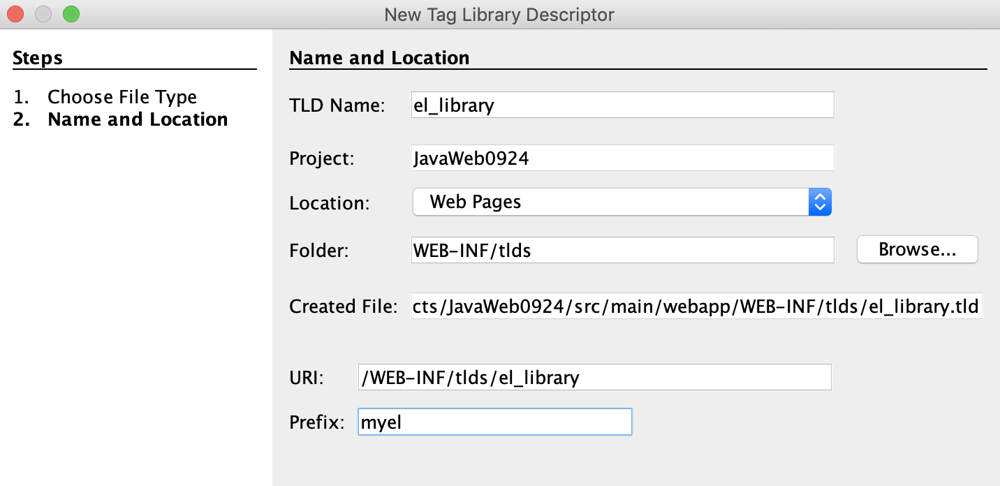 New Tag Library Descriptor
Steps
1. Choose File Type
2. Name and Location
Name and Location
TLD Name: el_library
Project: JavaWeb0924
Location: Web Pages
Folder: WEB-INF/tlds Browse...
Created File: cts/JavaWeb0924/src/main/webapp/WEB-INF/tlds/el_library.tld
URI: /WEB-INF/tlds/el_library
Prefix: myel